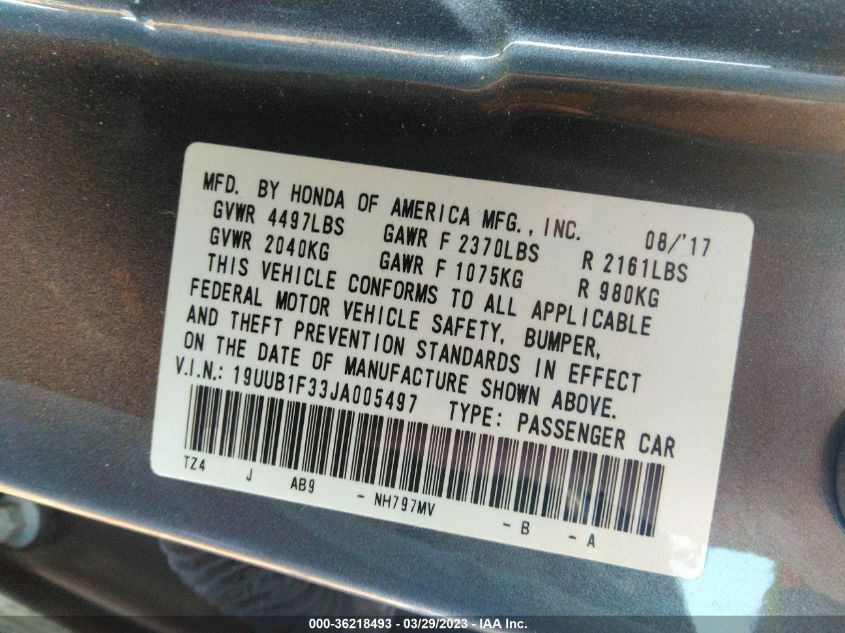 MFD. BY HONDA OF AMERICA MFG., INC. 08/'17
GVWR 4497LBS GAWR F 2370LBS R 2161LBS
GVWR 2040KG GAWR F 1075KG R 980KG
THIS VEHICLE CONFORMS TO ALL APPLICABLE
FEDERAL MOTOR VEHICLE SAFETY, BUMPER,
AND THEFT PREVENTION STANDARDS IN EFFECT
ON THE DATE OF MANUFACTURE SHOWN ABOVE.
V.I.N.: 19UUB1F33JA005497 TYPE: PASSENGER CAR
TZ4 J AB9 - NH797MV - B - A
000-36218493 - 03/29/2023 - IAA Inc.